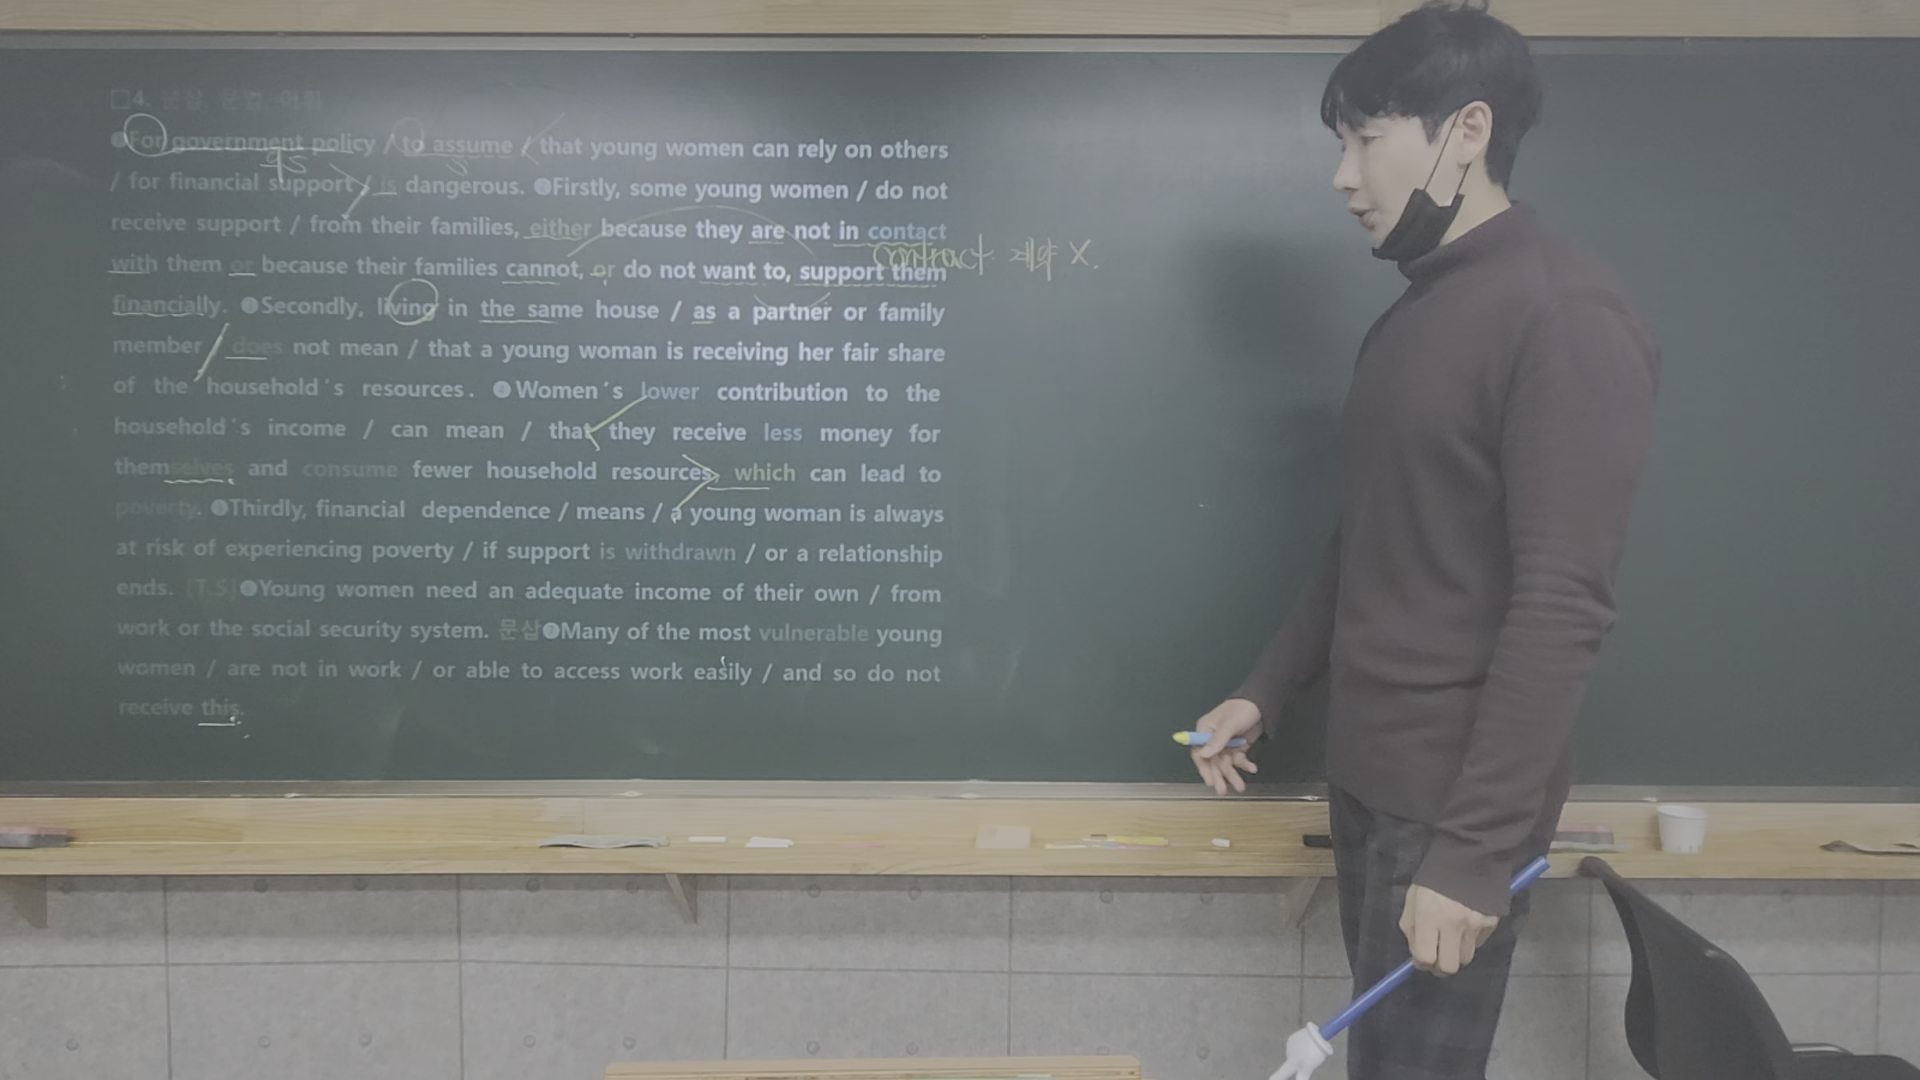 □4. 문삽, 문법, 어휘
●For government policy / to assume / that young women can rely on others
qs
s
/ for financial support / is dangerous. ●Firstly, some young women / do not
receive support / from their families, either because they are not in contact
contract 계약 X.
with them or because their families cannot, or do not want to, support them
financially. ●Secondly, living in the same house / as a partner or family
member / does not mean / that a young woman is receiving her fair share
of the household's resources. ●Women's lower contribution to the
household's income / can mean / that they receive less money for
themselves and consume fewer household resources, which can lead to
poverty. ●Thirdly, financial dependence / means / a young woman is always
at risk of experiencing poverty / if support is withdrawn / or a relationship
ends. [T.S]●Young women need an adequate income of their own / from
work or the social security system. 문삽●Many of the most vulnerable young
women / are not in work / or able to access work easily / and so do not
receive this.